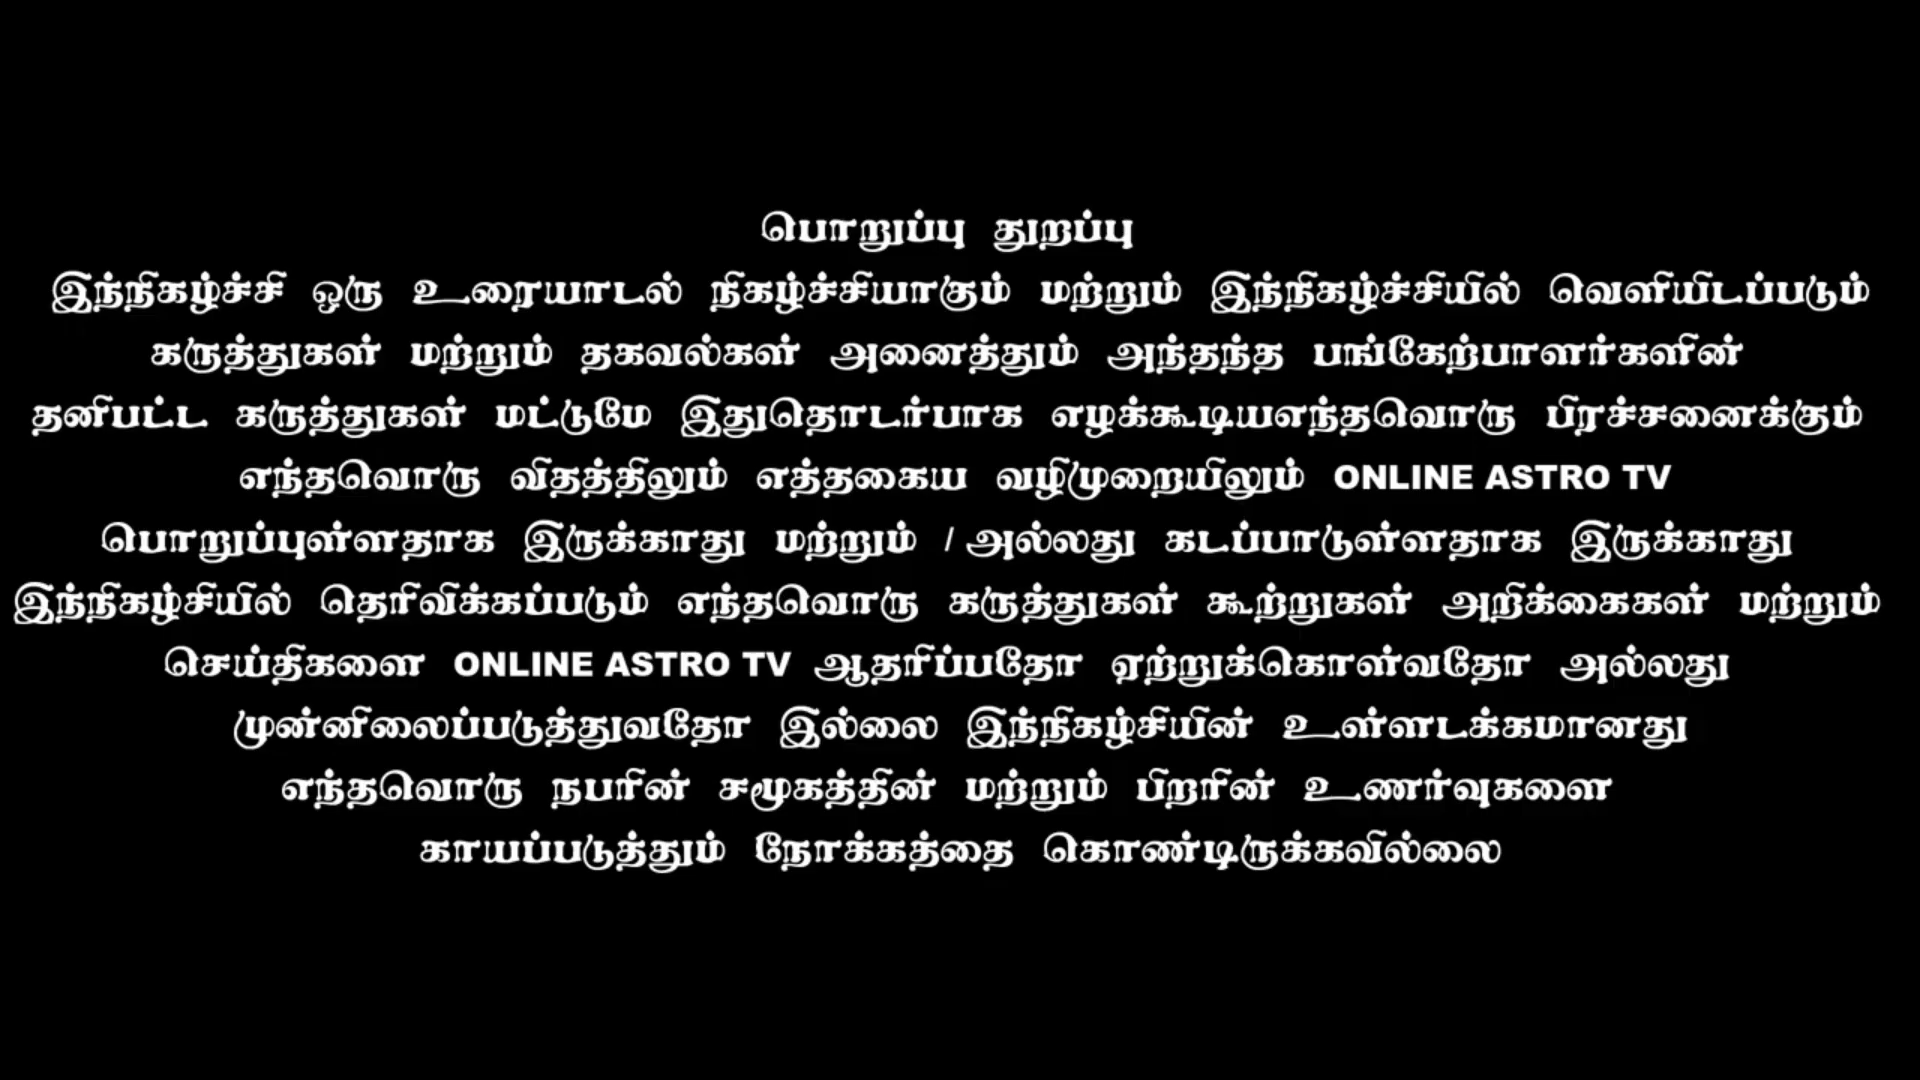 பொறுப்பு துறப்பு
இந்நிகழ்ச்சி ஒரு உரையாடல் நிகழ்ச்சியாகும் மற்றும் இந்நிகழ்ச்சியில் வெளியிடப்படும்
கருத்துகள் மற்றும் தகவல்கள் அனைத்தும் அந்தந்த பங்கேற்பாளர்களின்
தனிபட்ட கருத்துகள் மட்டுமே இதுதொடர்பாக எழக்கூடியஎந்தவொரு பிரச்சனைக்கும்
எந்தவொரு விதத்திலும் எத்தகைய வழிமுறையிலும் ONLINE ASTRO TV
பொறுப்புள்ளதாக இருக்காது மற்றும் / அல்லது கடப்பாடுள்ளதாக இருக்காது
இந்நிகழ்சியில் தெரிவிக்கப்படும் எந்தவொரு கருத்துகள் கூற்றுகள் அறிக்கைகள் மற்றும்
செய்திகளை ONLINE ASTRO TV ஆதரிப்பதோ ஏற்றுக்கொள்வதோ அல்லது
முன்னிலைப்படுத்துவதோ இல்லை இந்நிகழ்சியின் உள்ளடக்கமானது
எந்தவொரு நபரின் சமூகத்தின் மற்றும் பிறரின் உணர்வுகளை
காயப்படுத்தும் நோக்கத்தை கொண்டிருக்கவில்லை